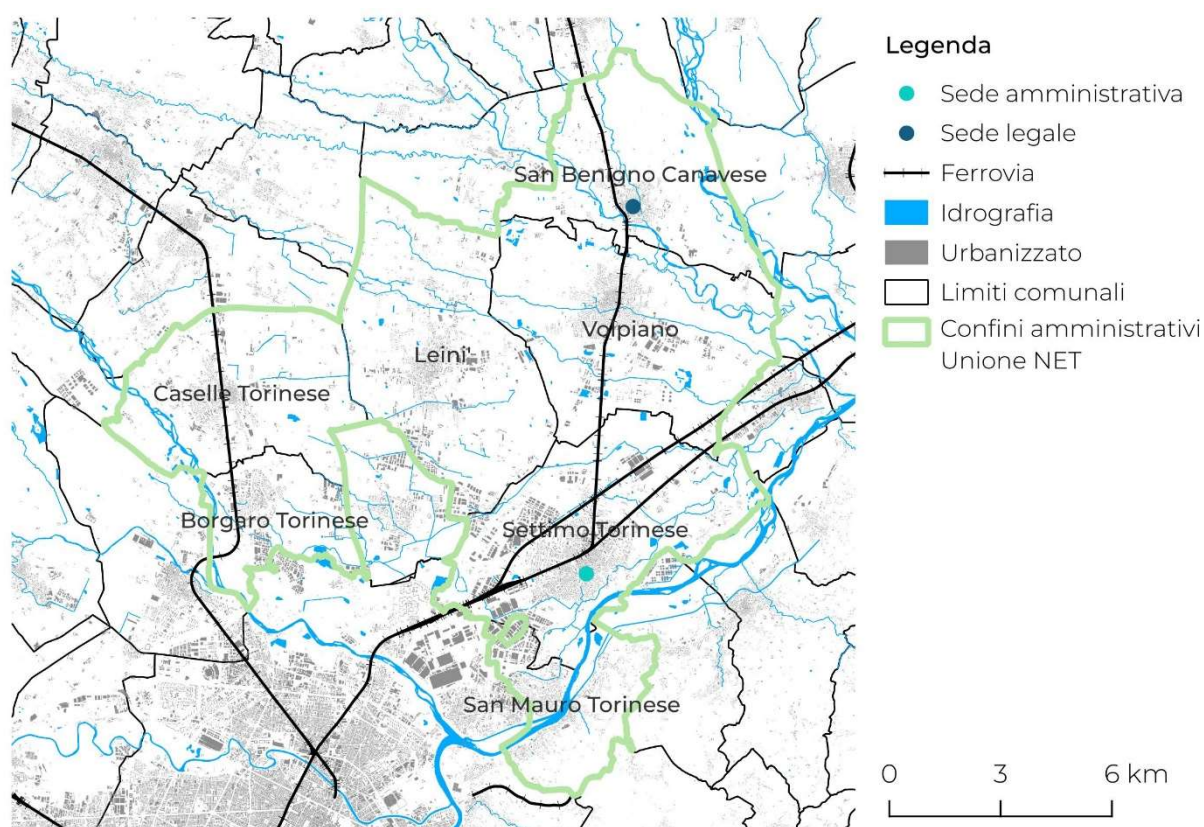 Legenda
Sede amministrativa
Sede legale
Ferrovia
Idrografia
Urbanizzato
Limiti comunali
Confini amministrativi
Unione NET
San Benigno Canavese
Volpiano
Leini'
Caselle Torinese
Borgaro Torinese
Settimo Torinese
San Mauro Torinese
0 3 6 km